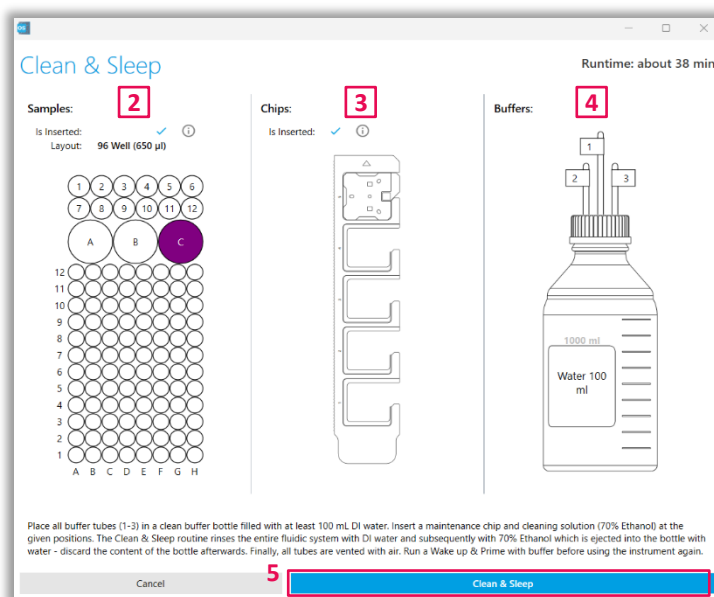 Clean & Sleep
Runtime: about 38 min
Samples:
2
Is Inserted:
Layout: 96 Well (650 µl)
1 2 3 4 5 6
7 8 9 10 11 12
A B C
12
11
10
9
8
7
6
5
4
3
2
1
A B C D E F G H
Chips:
3
Is Inserted:
Buffers:
4
1
2 3
1000 ml
Water 100
ml
Place all buffer tubes (1-3) in a clean buffer bottle filled with at least 100 mL DI water. Insert a maintenance chip and cleaning solution (70% Ethanol) at the
given positions. The Clean & Sleep routine rinses the entire fluidic system with DI water and subsequently with 70% Ethanol which is ejected into the bottle with
water - discard the content of the bottle afterwards. Finally, all tubes are vented with air. Run a Wake up & Prime with buffer before using the instrument again.
Cancel
5
Clean & Sleep